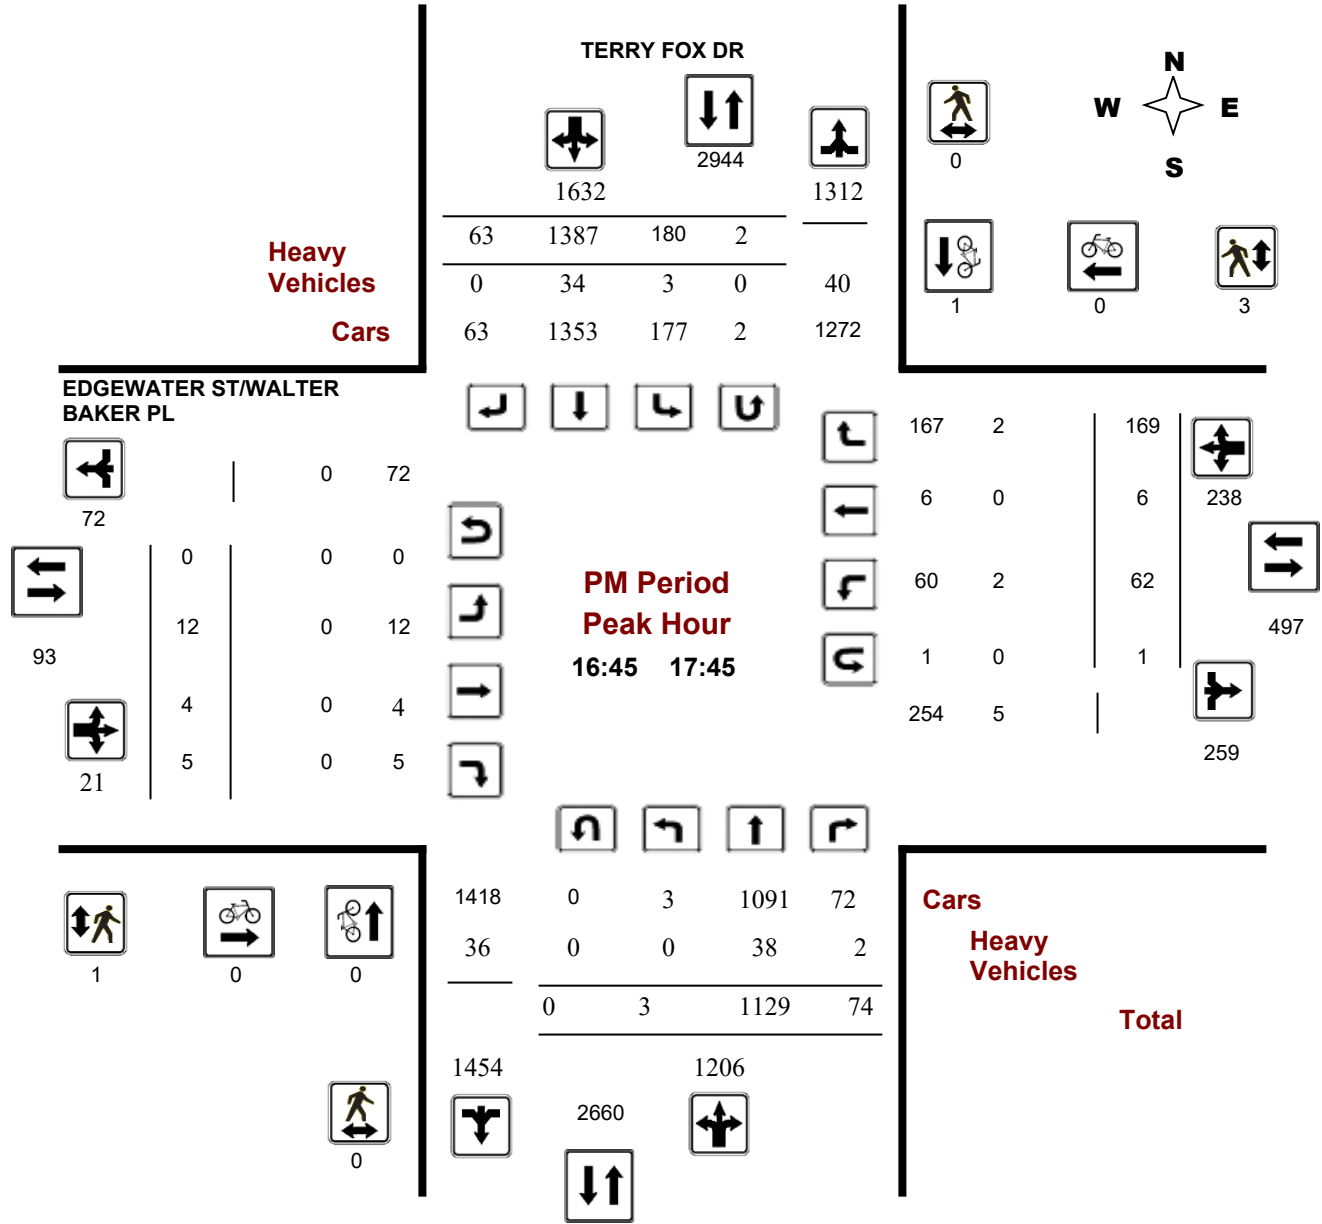 TERRY FOX DR
N
W E
S
2944
0
1632 1312
63 1387 180 2
Heavy
Vehicles 0 34 3 0 40
1 0 3
Cars 63 1353 177 2 1272
EDGEWATER ST/WALTER
BAKER PL
167 2 169
0 72
72
6 0 6 238
0 0 0
PM Period
60 2 62
Peak Hour
12 0 12
497
93
16:45 17:45
1 0 1
4 0 4
254 5
259
5 0 5
21
1418 0 3 1091 72 Cars
36 0 0 38 2 Heavy
Vehicles
1 0 0
0 3 1129 74 Total
1454 1206
2660
0